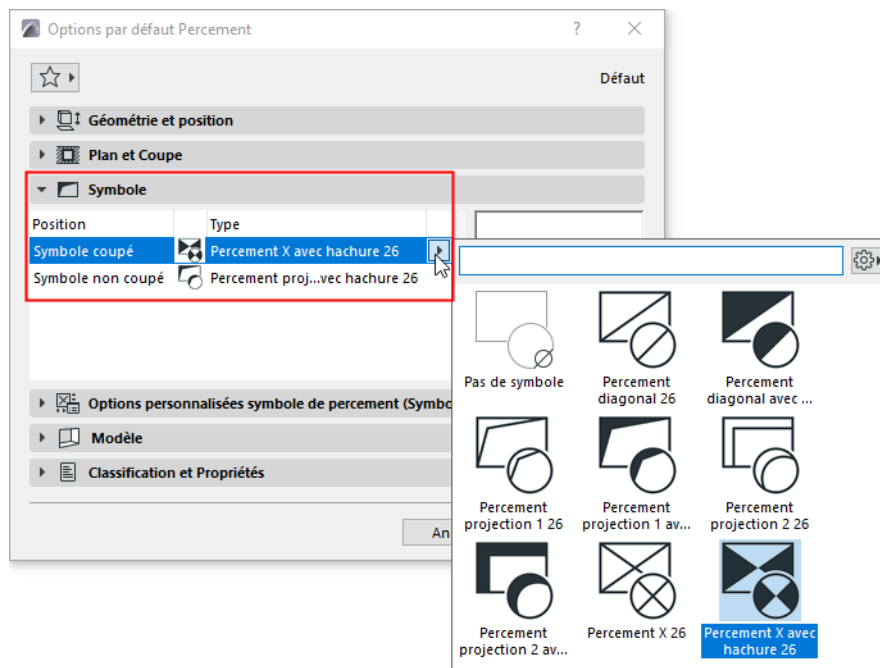 Options par défaut Percement
?
Défaut
Géométrie et position
Plan et Coupe
Symbole
Position Type
Symbole coupé Percement X avec hachure 26
Symbole non coupé Percement proj...vec hachure 26
Options personnalisées symbole de percement (Symbo
Modèle
Classification et Propriétés
An
Pas de symbole
Percement
diagonal 26
Percement
diagonal avec ...
Percement
projection 1 26
Percement
projection 1 av...
Percement
projection 2 26
Percement
projection 2 av...
Percement X 26
Percement X avec
hachure 26